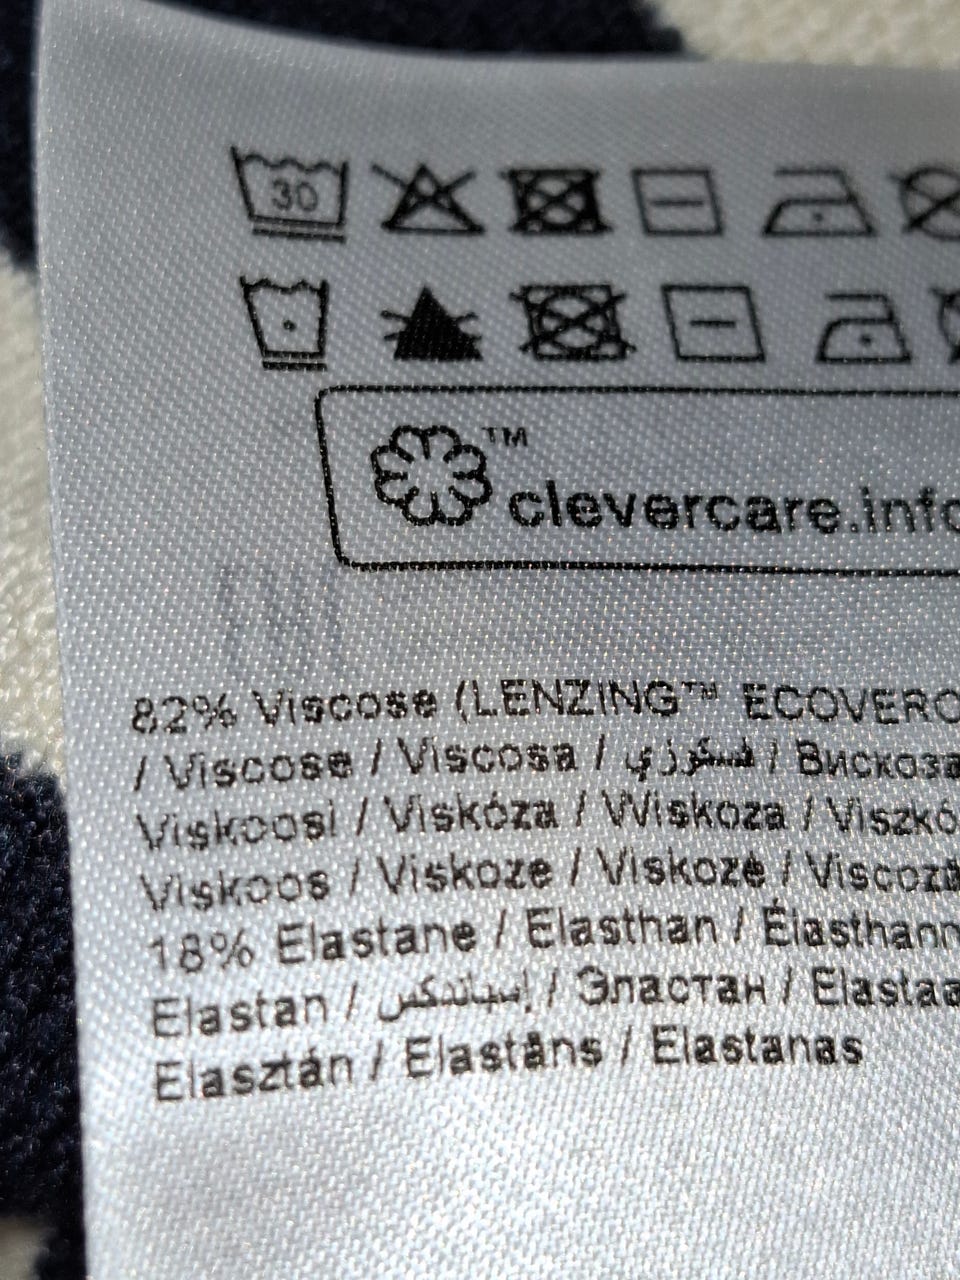 30
TM
clevercare.info
82% Viscose (LENZING™ ECOVERO
/ Viscose / Viscosa / فسكوزي / Вискоза
Viskoosi / Viskóza / Wiskoza / Viszkó
Viskoos / Viskoze / Viskozė / Viscoză
18% Elastane / Elasthan / Élasthann
Elastan / إسباندكس / Эластан / Elastaa
Elasztán / Elastāns / Elastanas